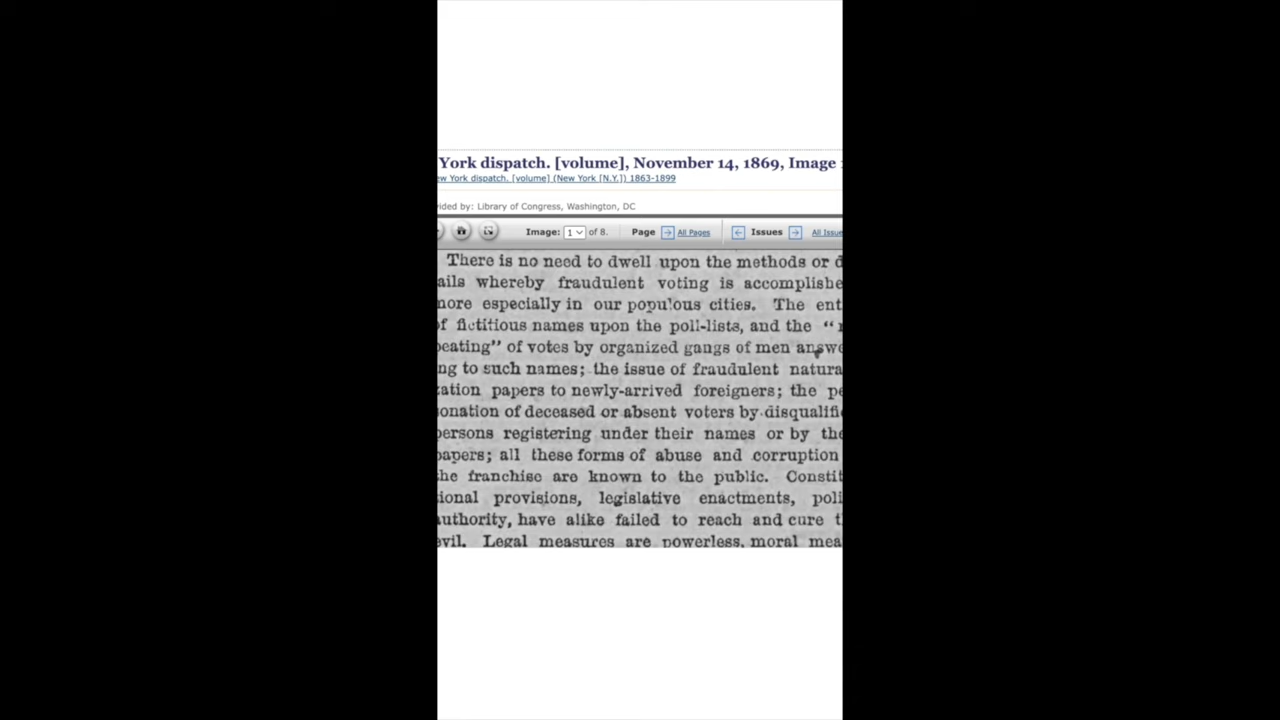 York dispatch. [volume], November 14, 1869, Image
ew York dispatch. [volume] (New York [N.Y.]) 1863-1899
vided by: Library of Congress, Washington, DC
Image: 1 of 8. Page All Pages Issues All Issue
There is no need to dwell upon the methods or d
ails whereby fraudulent voting is accomplishe
more especially in our populous cities. The ent
of fictitious names upon the poll-lists, and the "r
peating" of votes by organized gangs of men answe
ng to such names; the issue of fraudulent natura
zation papers to newly-arrived foreigners; the pe
sonation of deceased or absent voters by disqualifie
persons registering under their names or by the
papers; all these forms of abuse and corruption
the franchise are known to the public. Constit
ional provisions, legislative enactments, poli
authority, have alike failed to reach and cure th
evil. Legal measures are powerless, moral mea